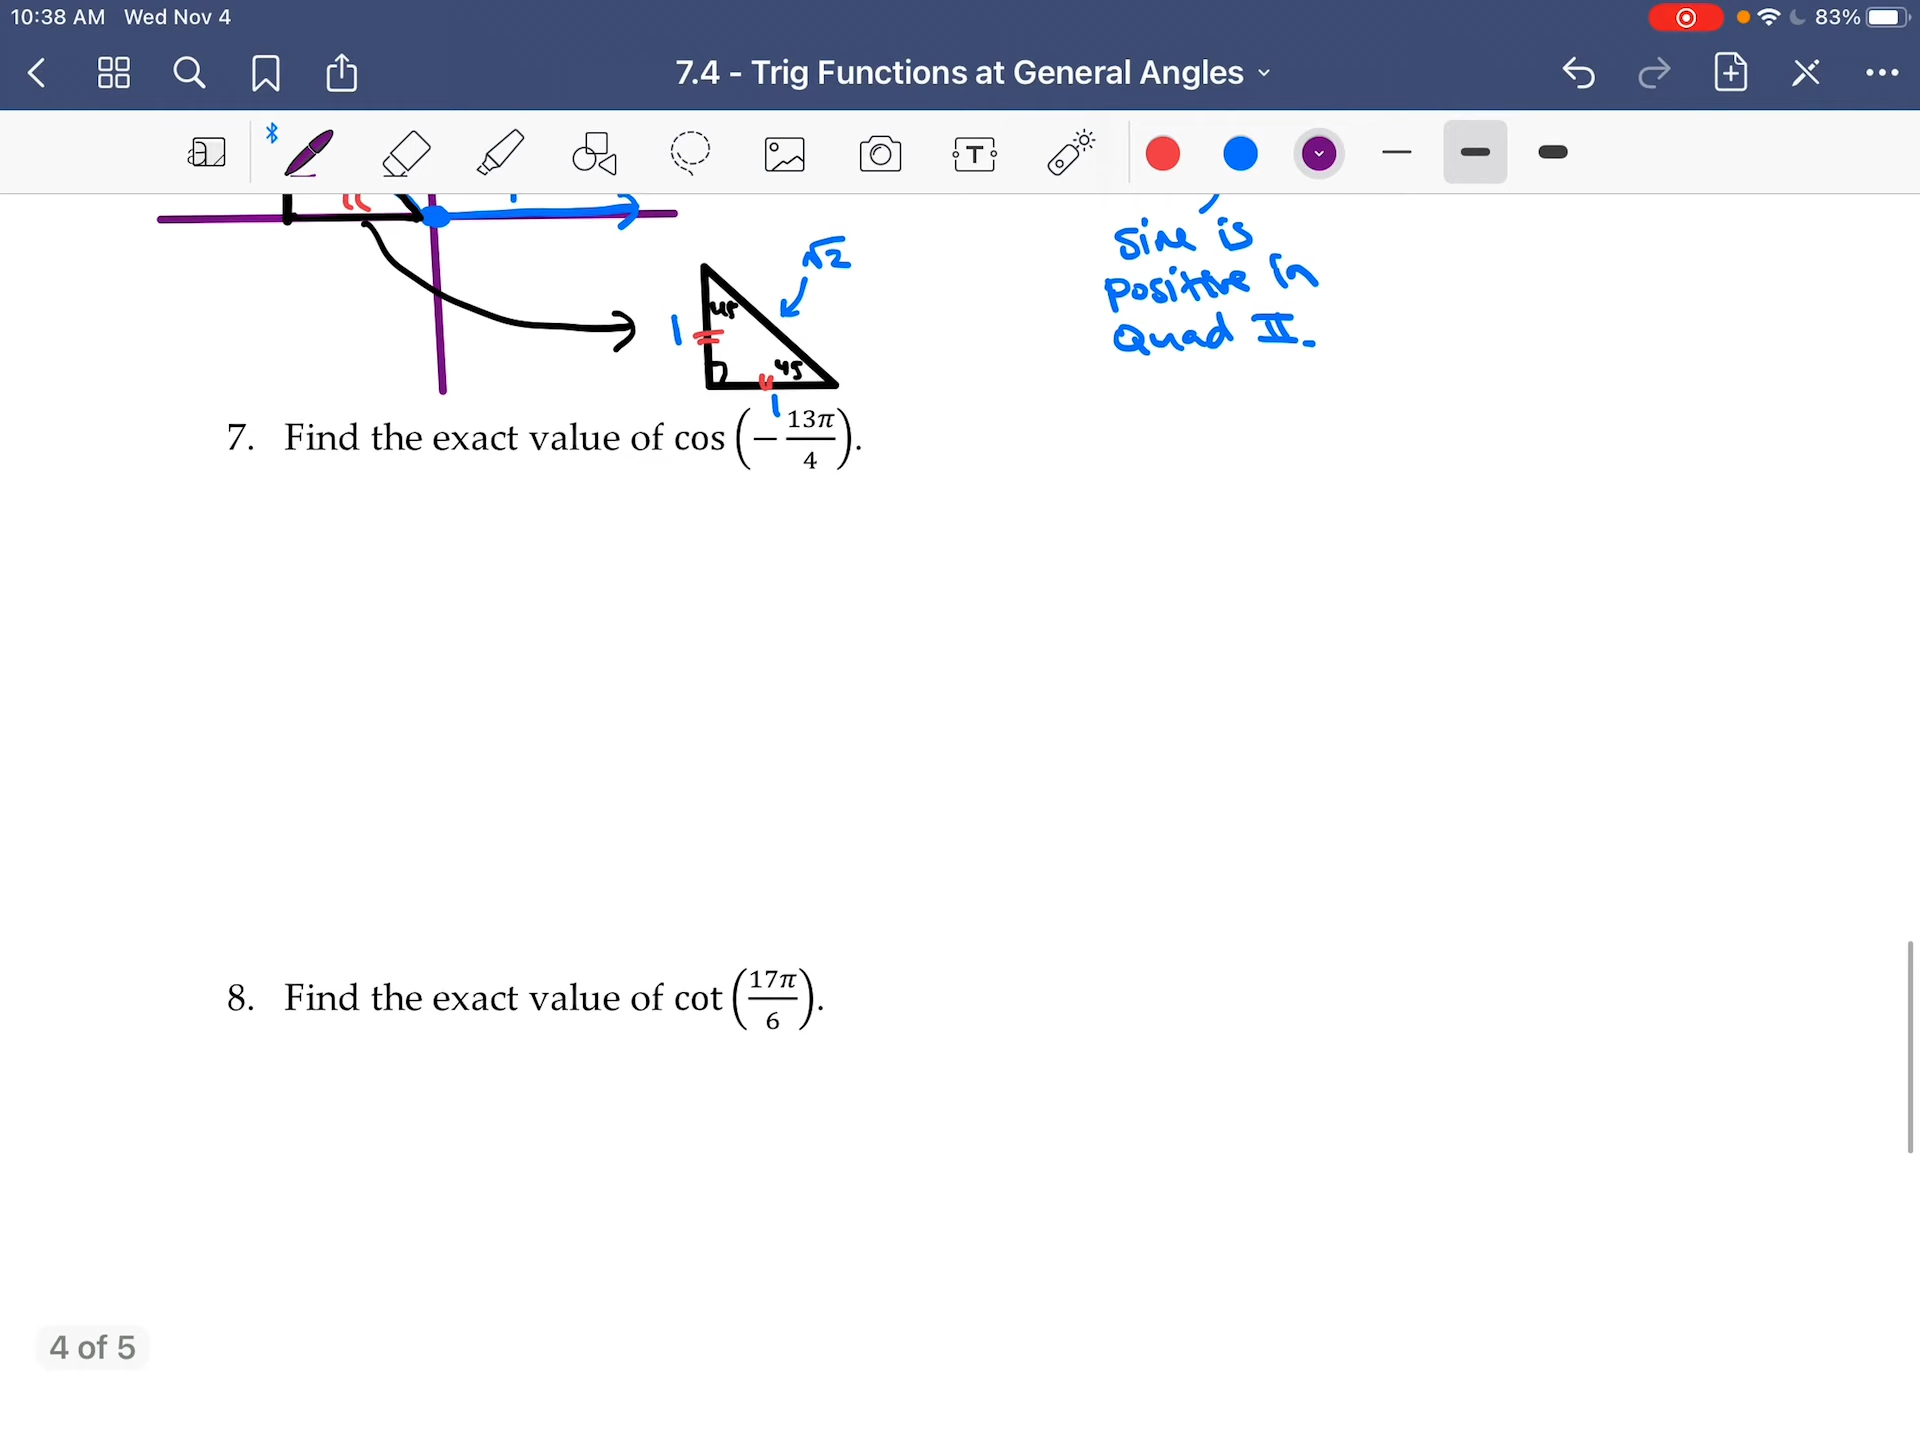 10:38 AM Wed Nov 4
83%
7.4 - Trig Functions at General Angles
T
√2
sine is
positive in
Quad II.
45
1
45
1
7. Find the exact value of cos(−13π/4).
8. Find the exact value of cot(17π/6).
4 of 5